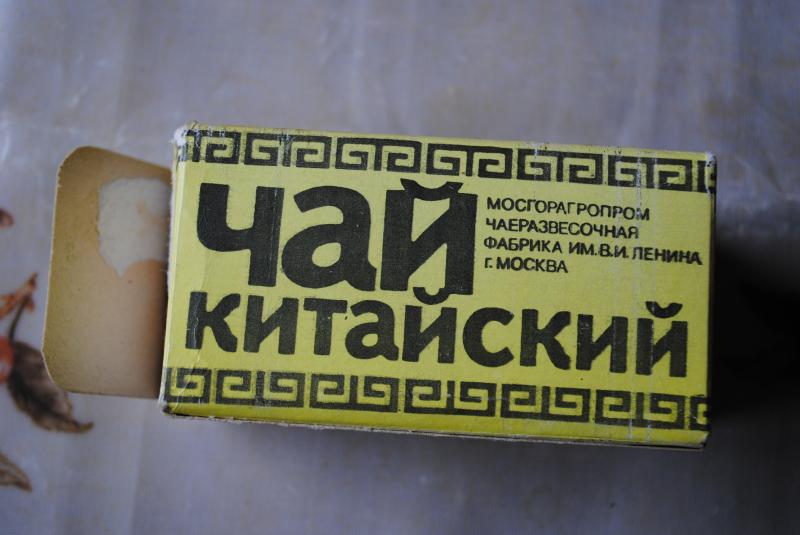 чай
китайский
МОСГОРАГРОПРОМ
ЧАЕРАЗВЕСОЧНАЯ
ФАБРИКА ИМ.В.И.ЛЕНИНА
Г. МОСКВА